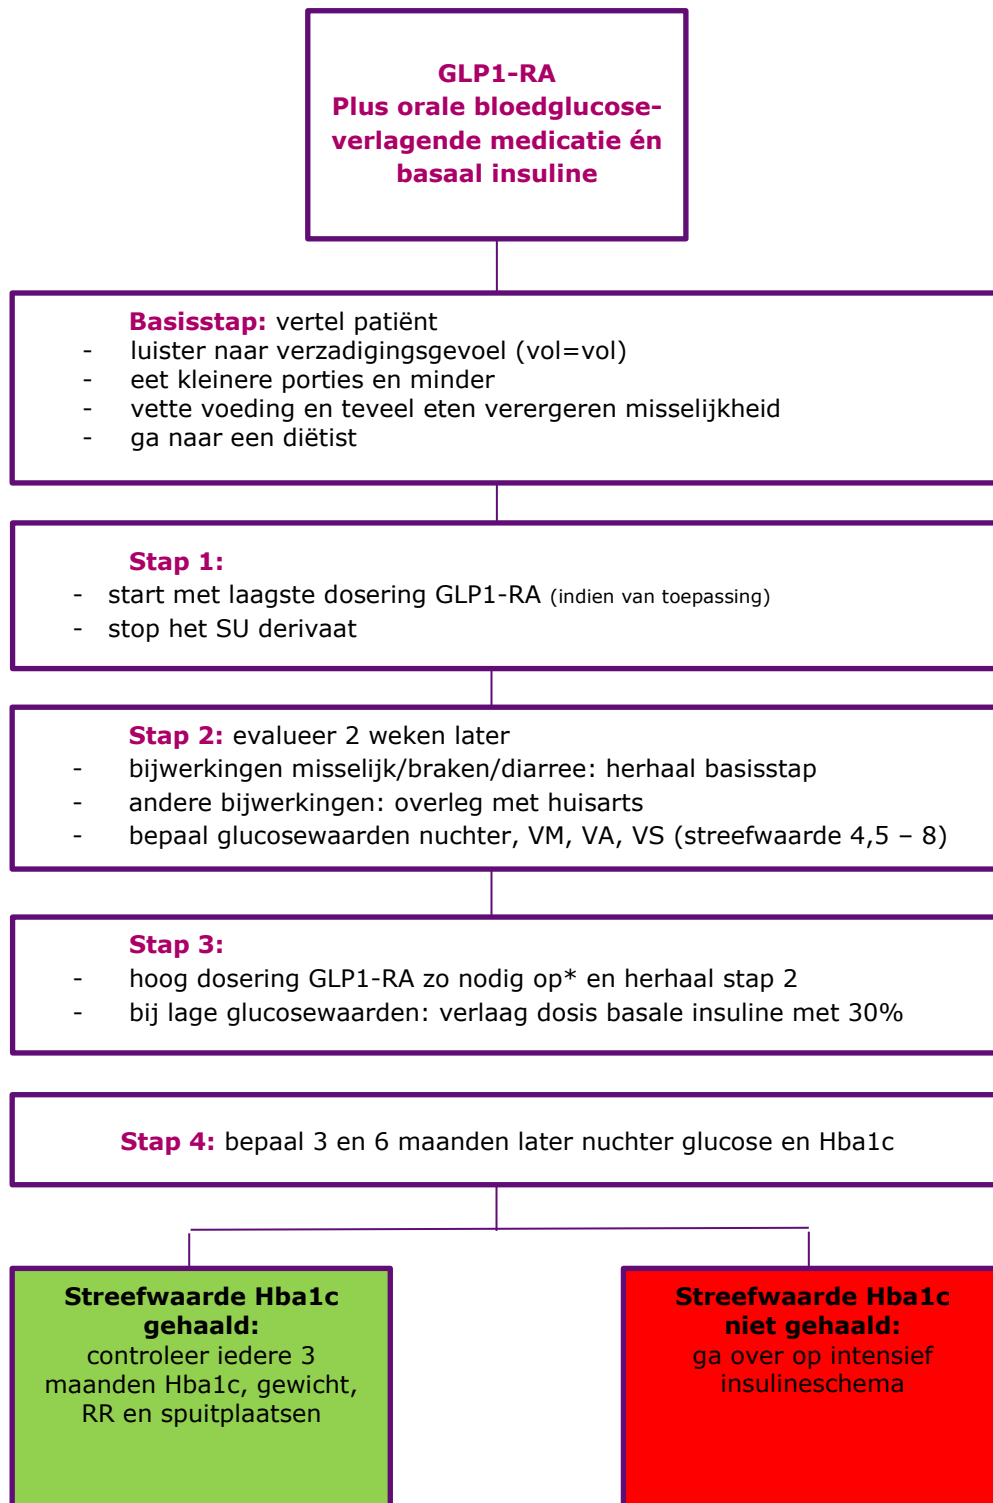 GLP1-RA
Plus orale bloedglucose-
verlagende medicatie én
basaal insuline
Basisstap: vertel patiënt
- luister naar verzadigingsgevoel (vol=vol)
- eet kleinere porties en minder
- vette voeding en teveel eten verergeren misselijkheid
- ga naar een diëtist
Stap 1:
- start met laagste dosering GLP1-RA (indien van toepassing)
- stop het SU derivaat
Stap 2: evalueer 2 weken later
- bijwerkingen misselijk/braken/diarree: herhaal basisstap
- andere bijwerkingen: overleg met huisarts
- bepaal glucosewaarden nuchter, VM, VA, VS (streefwaarde 4,5 – 8)
Stap 3:
- hoog dosering GLP1-RA zo nodig op* en herhaal stap 2
- bij lage glucosewaarden: verlaag dosis basale insuline met 30%
Stap 4: bepaal 3 en 6 maanden later nuchter glucose en Hba1c
Streefwaarde Hba1c
gehaald:
controleer iedere 3
maanden Hba1c, gewicht,
RR en spuitplaatsen
Streefwaarde Hba1c
niet gehaald:
ga over op intensief
insulineschema